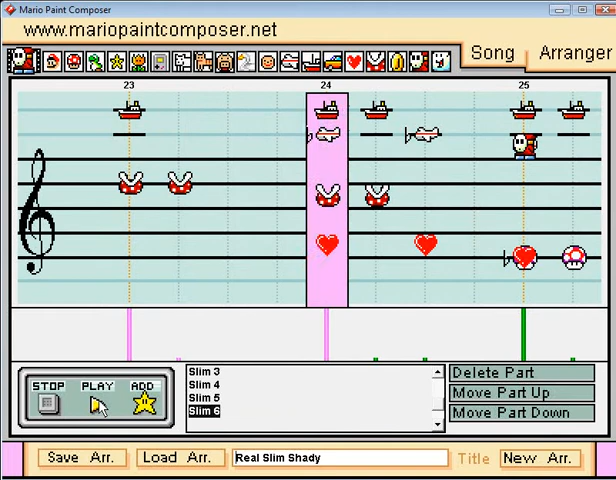 Mario Paint Composer
www.mariopaintcomposer.net
Song
Arranger
23
24
25
STOP
PLAY
ADD
Slim 3
Slim 4
Slim 5
Slim 6
Delete Part
Move Part Up
Move Part Down
Save Arr.
Load Arr.
Real Slim Shady
Title
New Arr.